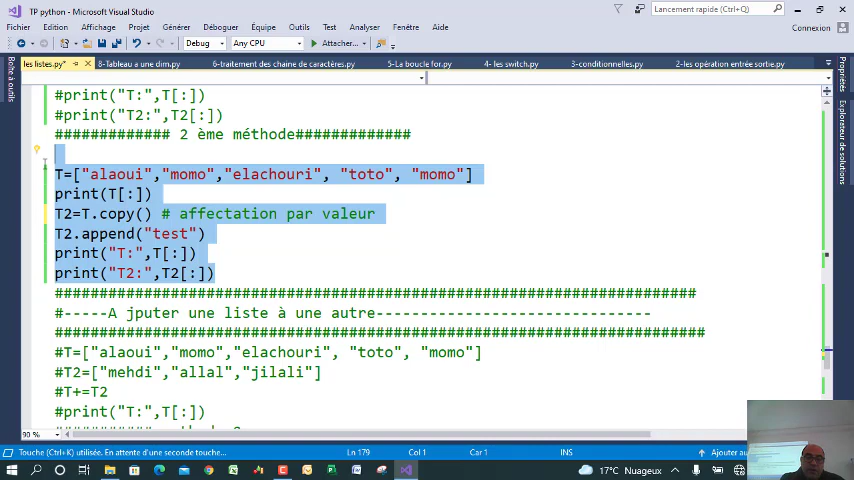 TP python - Microsoft Visual Studio
Lancement rapide (Ctrl+Q)
Fichier Edition Affichage Projet Générer Déboguer Équipe Outils Test Analyser Fenêtre Aide
Connexion
Debug Any CPU Attacher...
les listes.py* 8-Tableau a une dim.py 6-traitement des chaine de caractères.py 5-La boucle for.py 4- les switch.py 3-conditionnelles.py 2-les opération entrée sortie.py
Boîte à outils
Propriétés
Explorateur de solutions
#print("T:",T[:])
#print("T2:",T2[:])
############# 2 ème méthode#############
T=["alaoui","momo","elachouri", "toto", "momo"]
print(T[:])
T2=T.copy() # affectation par valeur
T2.append("test")
print("T:",T[:])
print("T2:",T2[:])
########################################################################
#-----A jputer une liste à une autre-------------------------------
#########################################################################
#T=["alaoui","momo","elachouri", "toto", "momo"]
#T2=["mehdi","allal","jilali"]
#T+=T2
#print("T:",T[:])
90 %
Touche (CTRL+K) utilisée. En attente d'une seconde touche... Ln 179 Col 1 Car 1 INS Ajouter au
17°C Nuageux